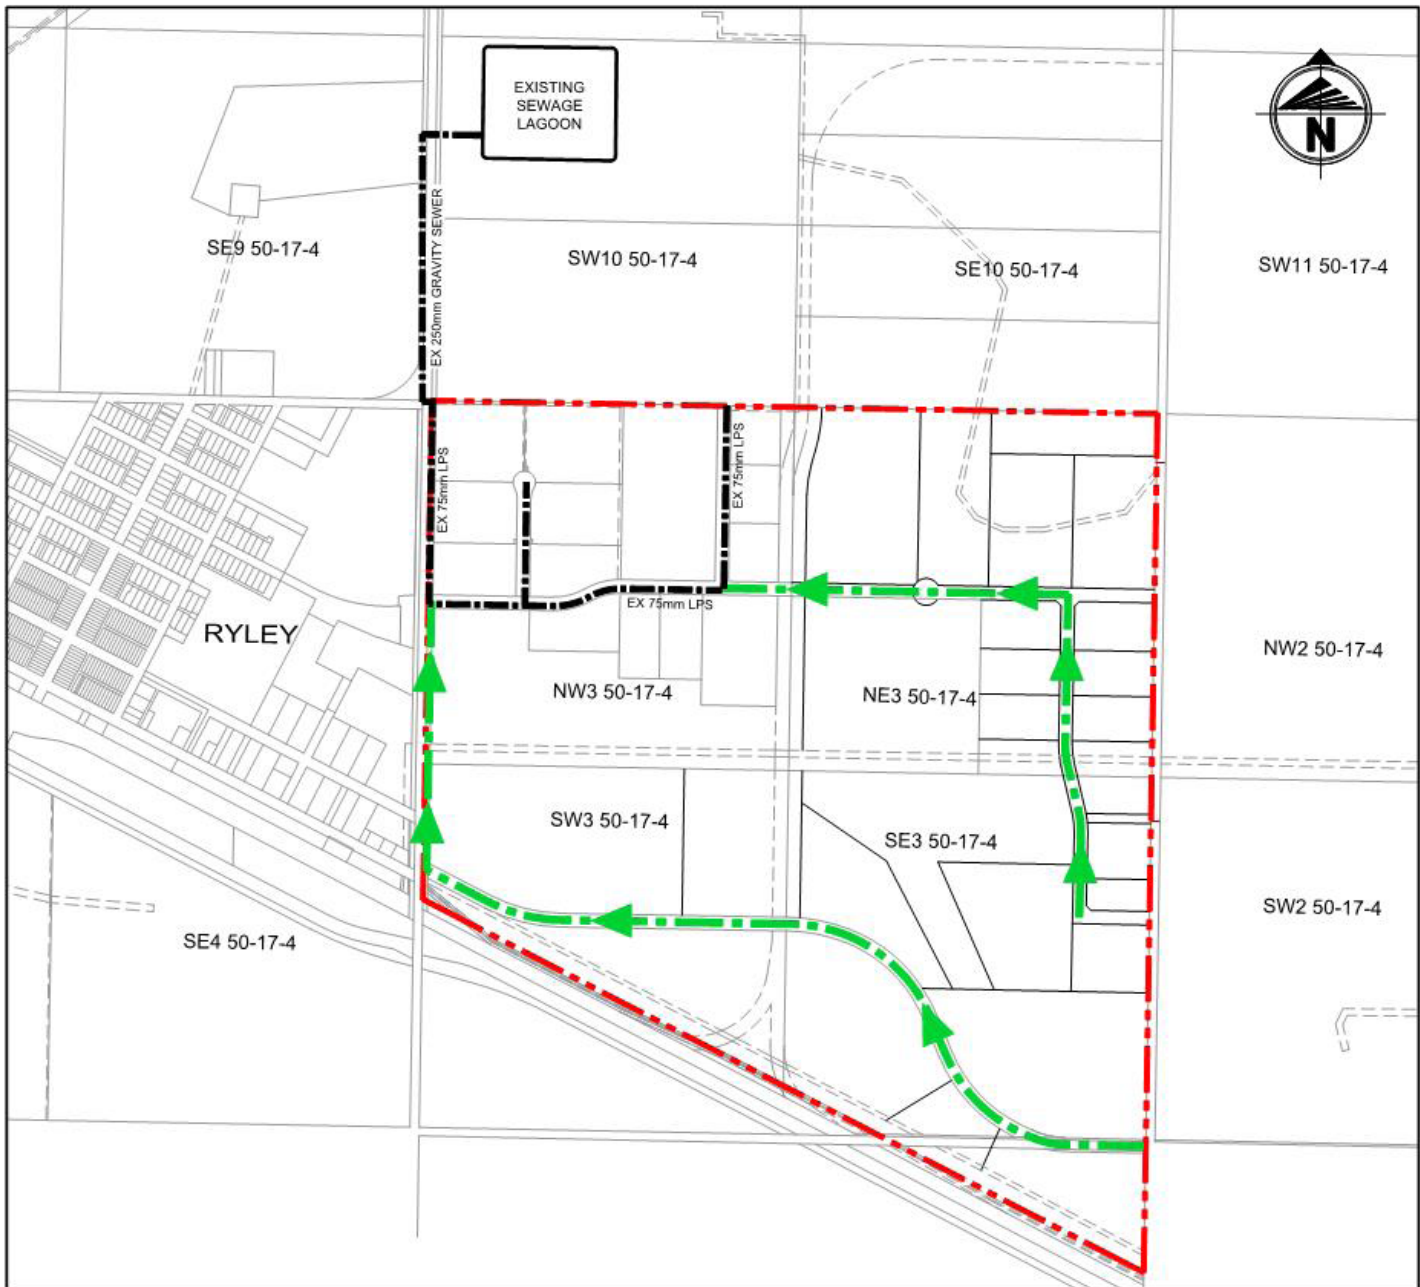 EXISTING
SEWAGE
LAGOON
N
EX 250mm GRAVITY SEWER
SE9 50-17-4
SW10 50-17-4
SE10 50-17-4
SW11 50-17-4
EX 75mm LPS
EX 75mm LPS
EX 75mm LPS
RYLEY
NW3 50-17-4
NE3 50-17-4
NW2 50-17-4
SW3 50-17-4
SE3 50-17-4
SW2 50-17-4
SE4 50-17-4